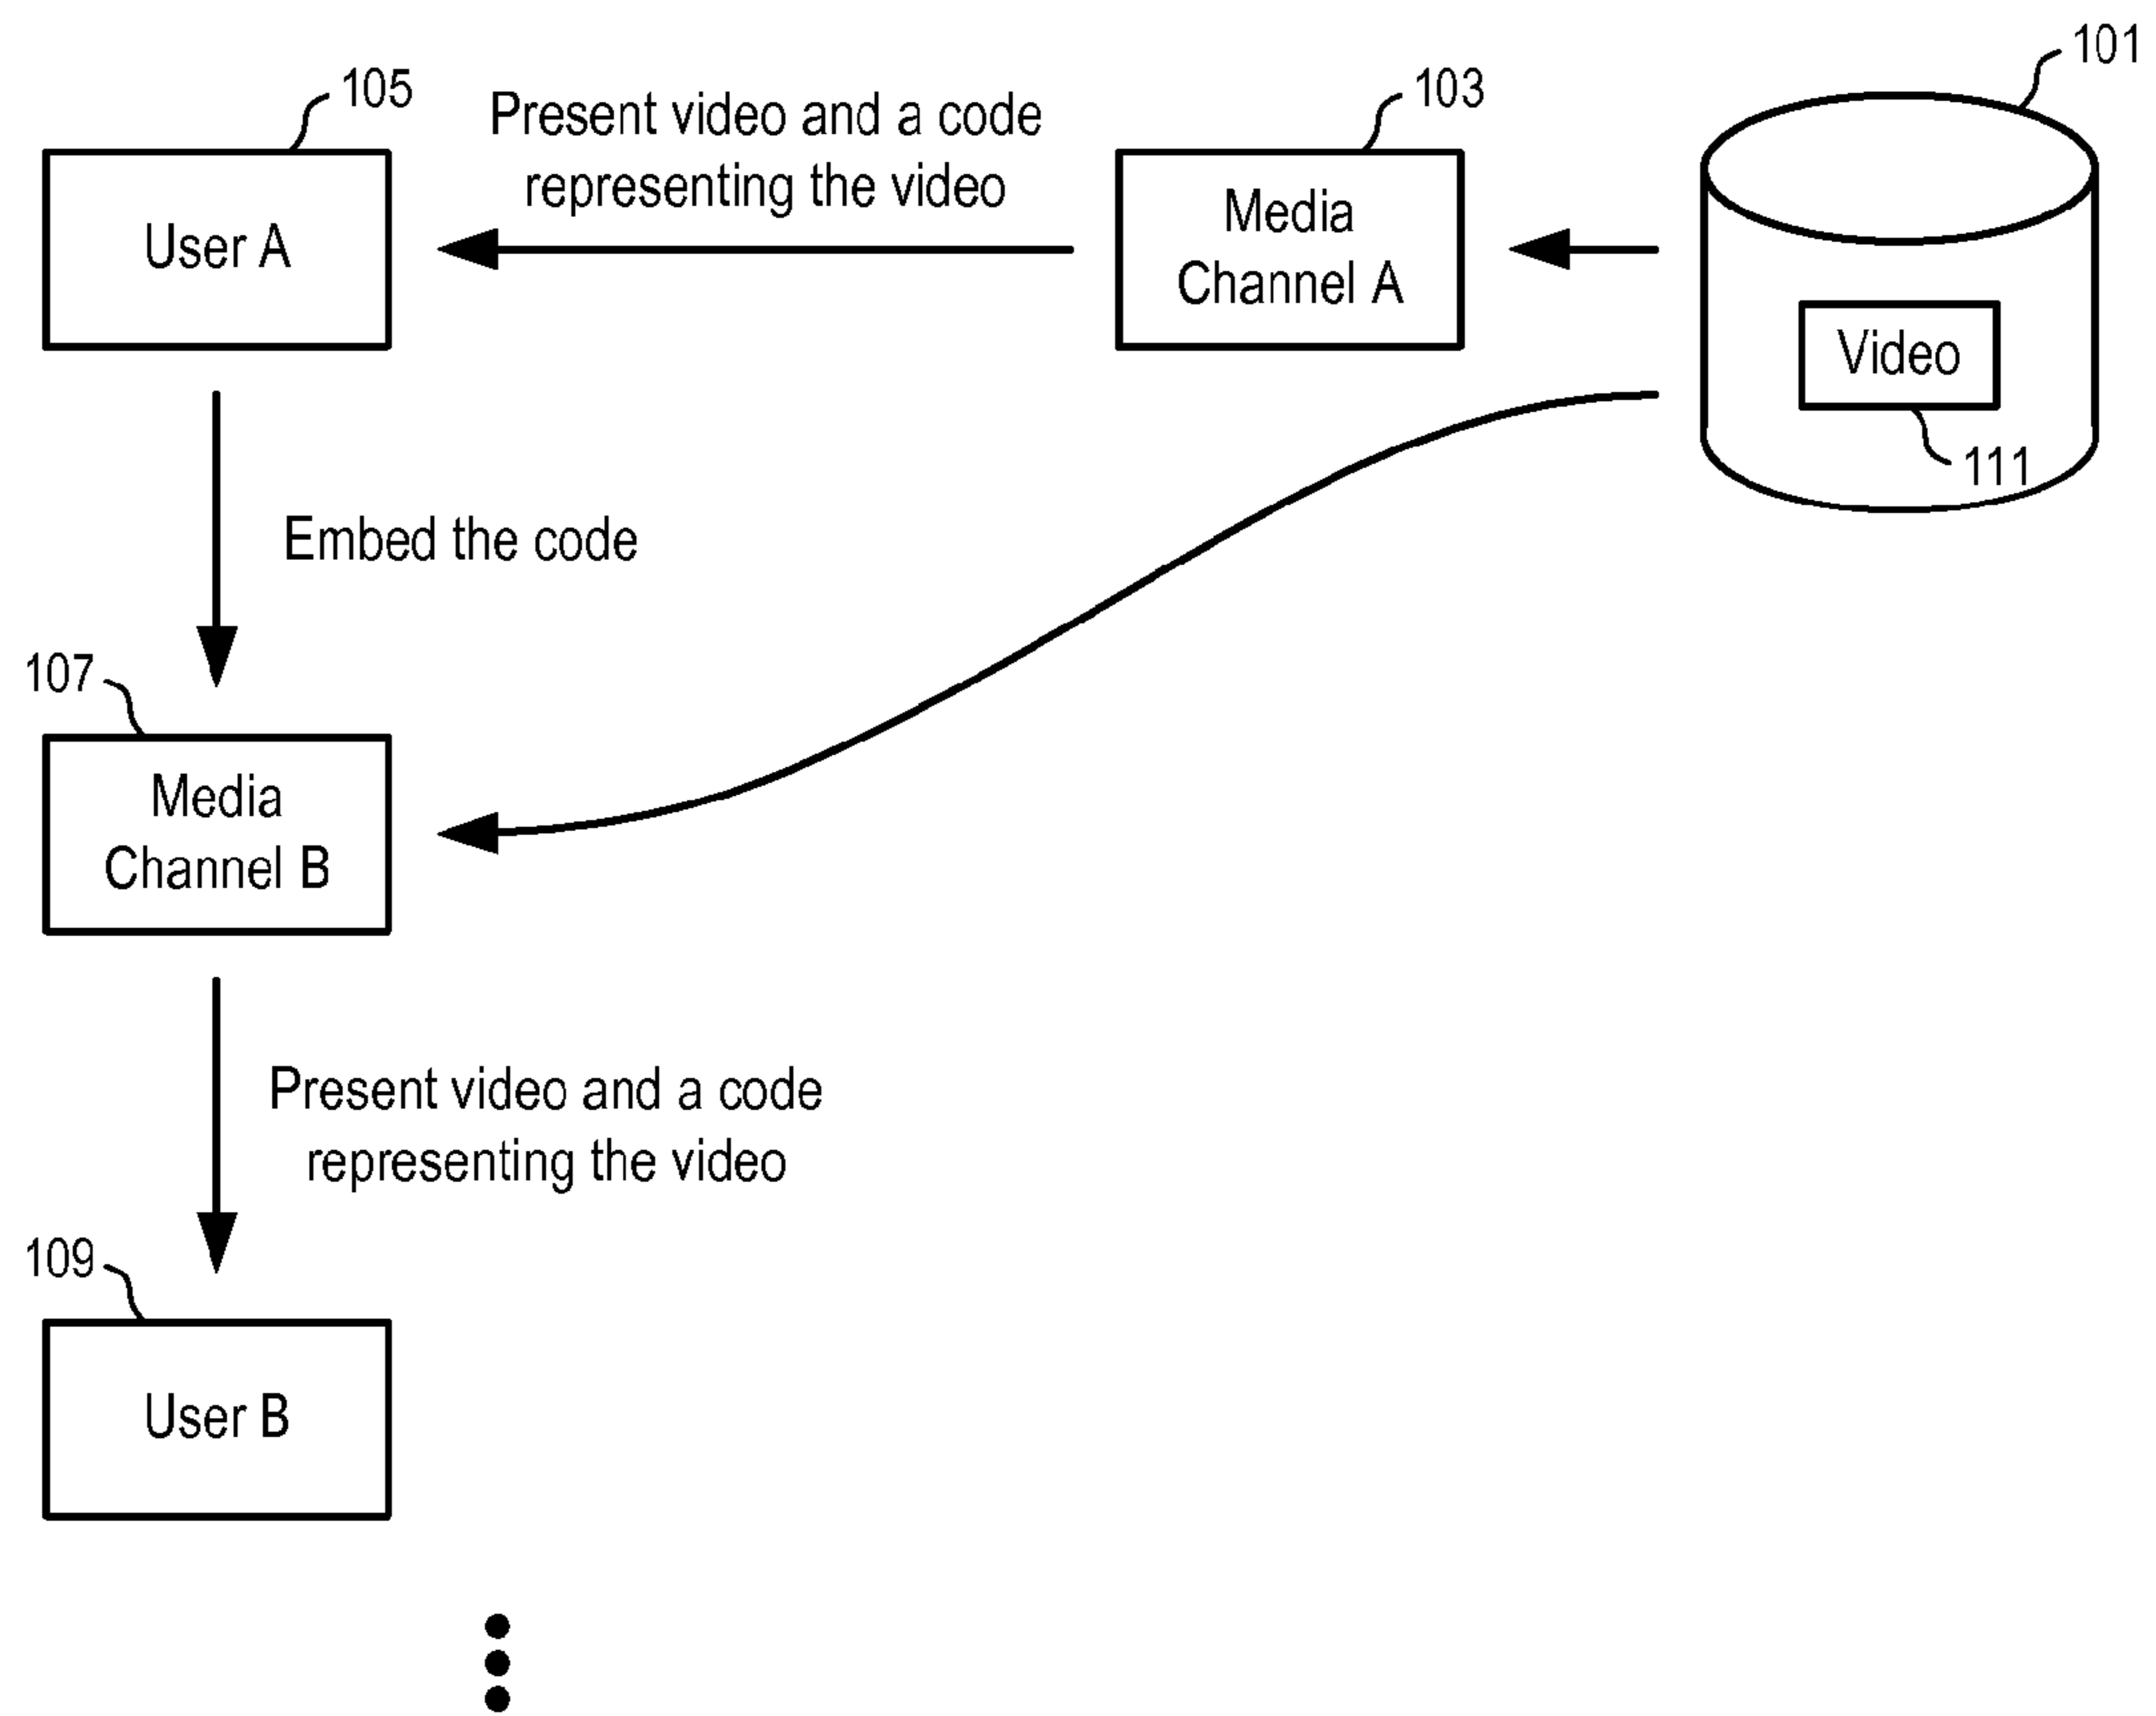 101
105
Present video and a code
representing the video
103
User A
Media
Channel A
Video
111
Embed the code
107
Media
Channel B
Present video and a code
representing the video
109
User B